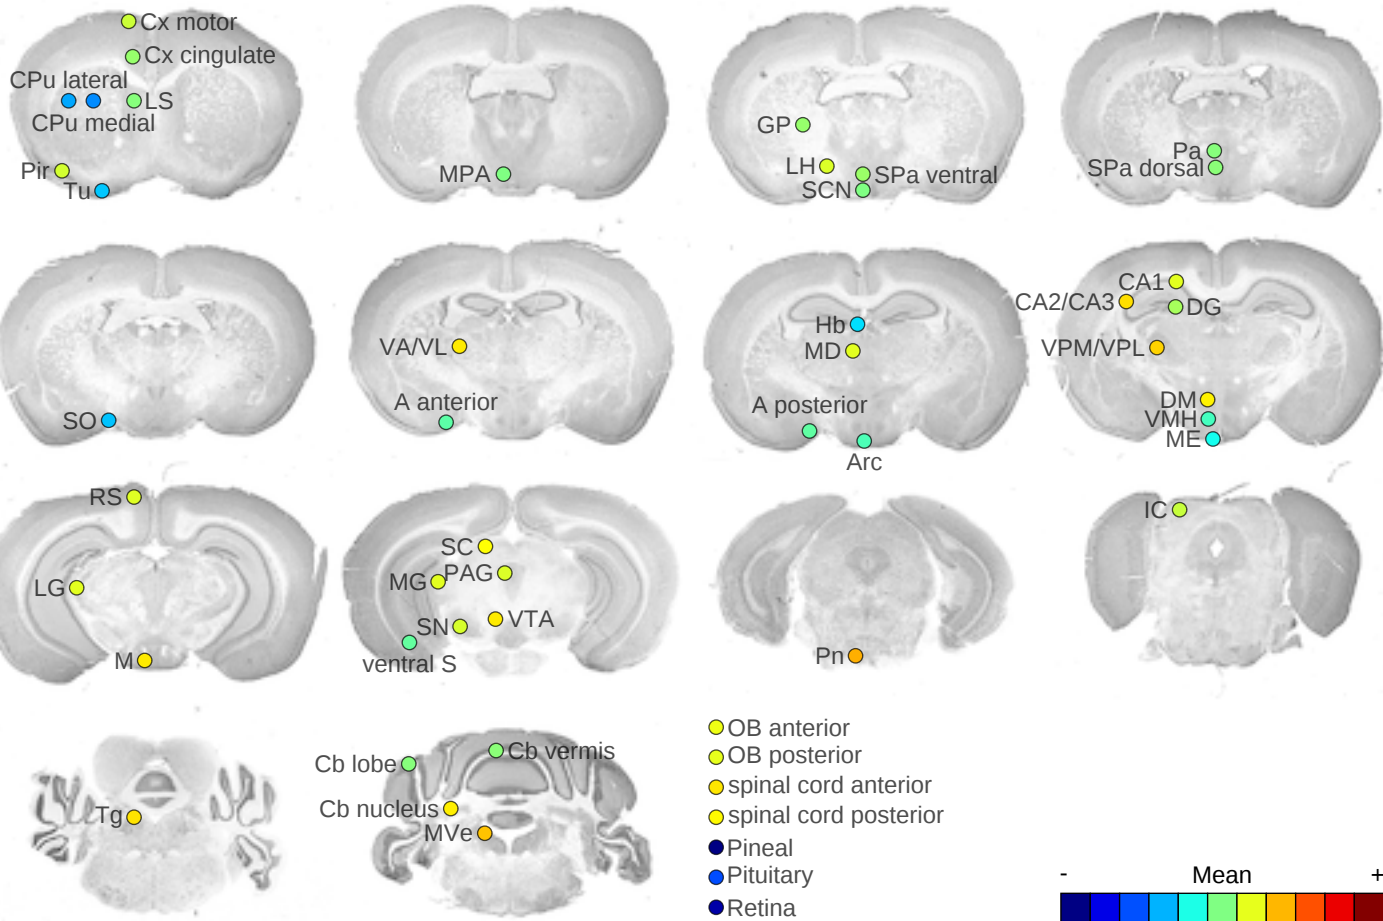 Cx motor
Cx cingulate
CPu lateral
LS
CPu medial
Pir
Tu
MPA
GP
LH
SPa ventral
SCN
Pa
SPa dorsal
SO
VA/VL
A anterior
Hb
MD
A posterior
Arc
CA1
CA2/CA3
DG
VPM/VPL
DM
VMH
ME
RS
LG
M
SC
MG
PAG
SN
VTA
ventral S
Pn
IC
Tg
Cb lobe
Cb vermis
Cb nucleus
MVe
OB anterior
OB posterior
spinal cord anterior
spinal cord posterior
Pineal
Pituitary
Retina
- Mean +